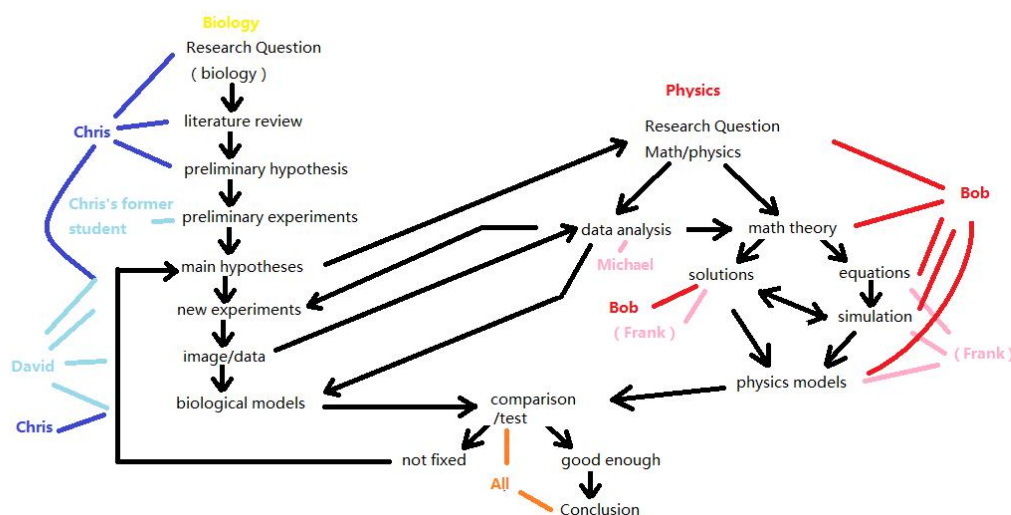 Biology
Research Question
( biology )
literature review
Chris
preliminary hypothesis
Chris's former
student
preliminary experiments
main hypotheses
new experiments
image/data
David
biological models
Chris
Physics
Research Question
Math/physics
Bob
data analysis
math theory
Michael
solutions
equations
Bob
( Frank )
simulation
( Frank )
physics models
comparison
/test
not fixed
good enough
All
Conclusion